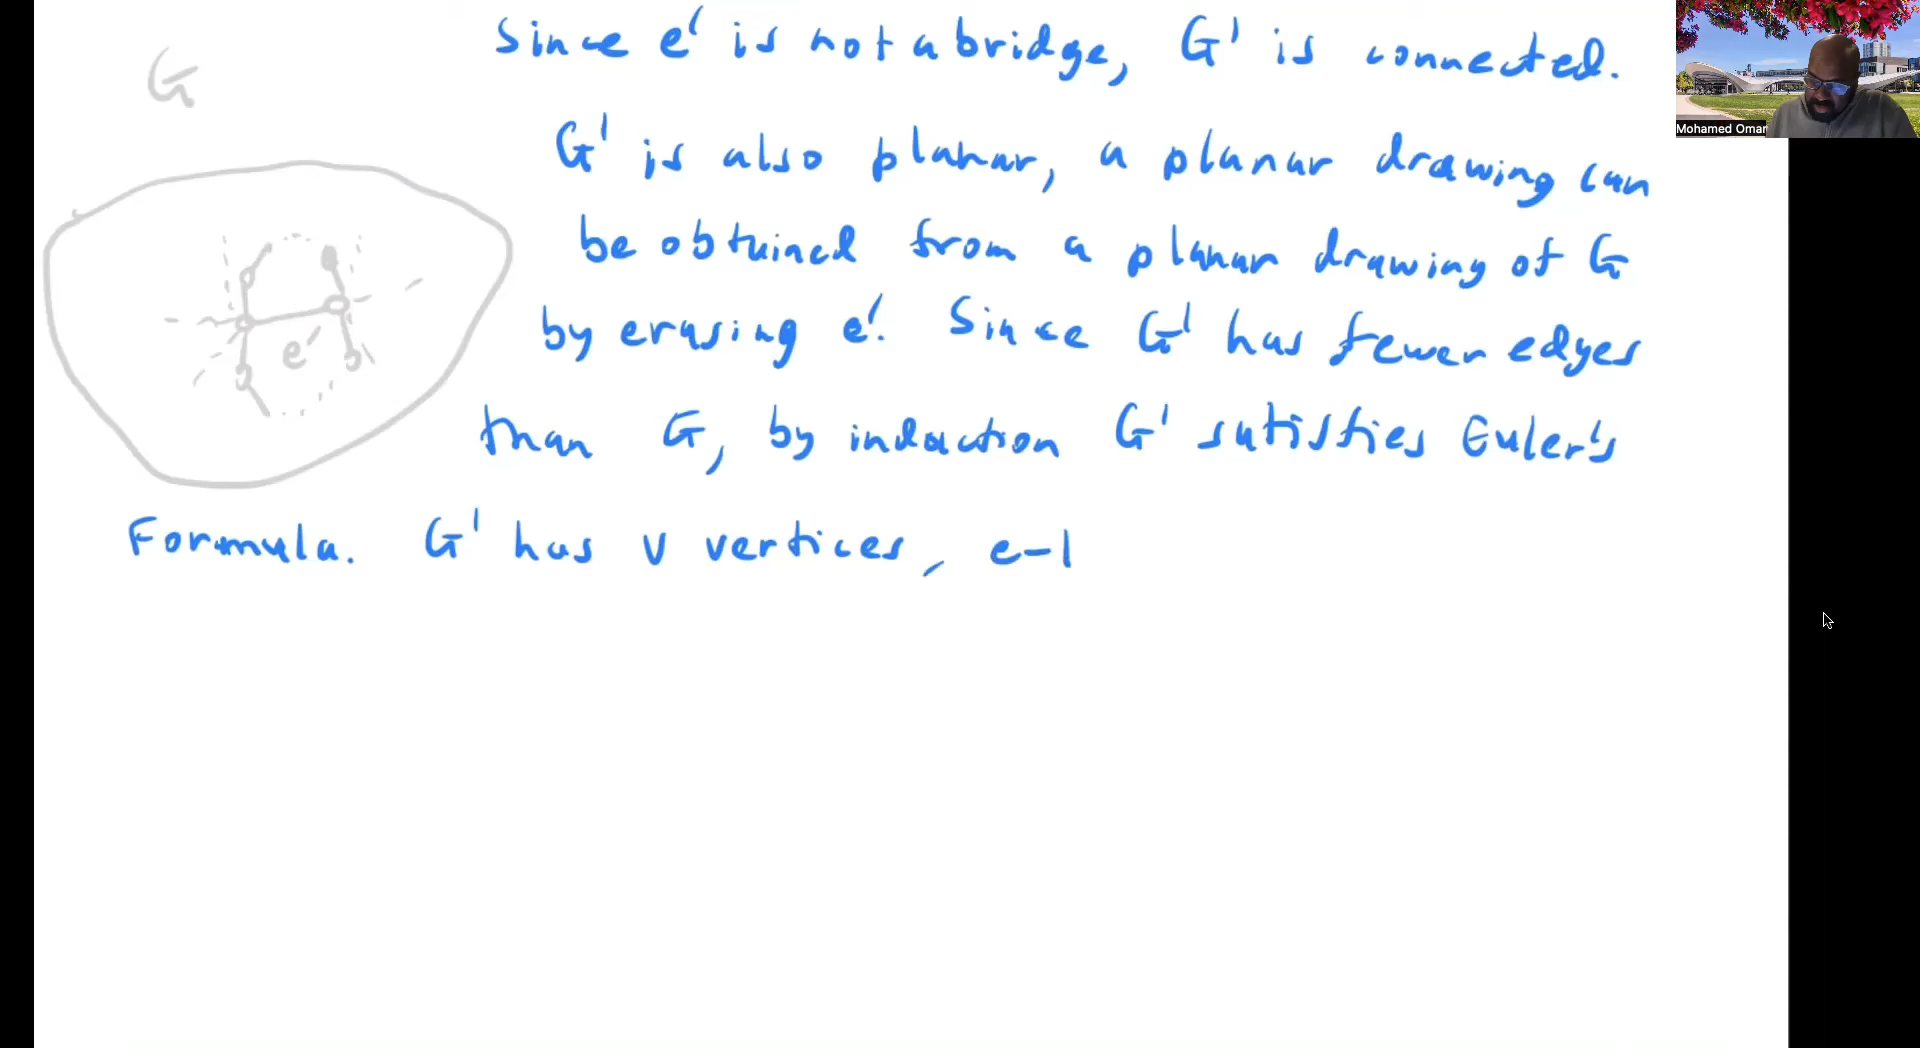 Since e' is not a bridge, G' is connected.
G
G' is also planar, a planar drawing can
be obtained from a planar drawing of G
by erasing e'. Since G' has fewer edges
e'
than G, by induction G' satisfies Euler's
Formula. G' has v vertices, e-1
Mohamed Omar